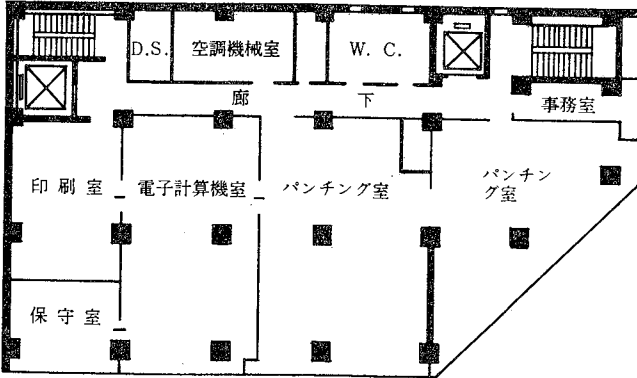 D.S.
空調機械室
W. C.
廊下
事務室
印刷室
電子計算機室
パンチング室
パンチン
グ室
保守室